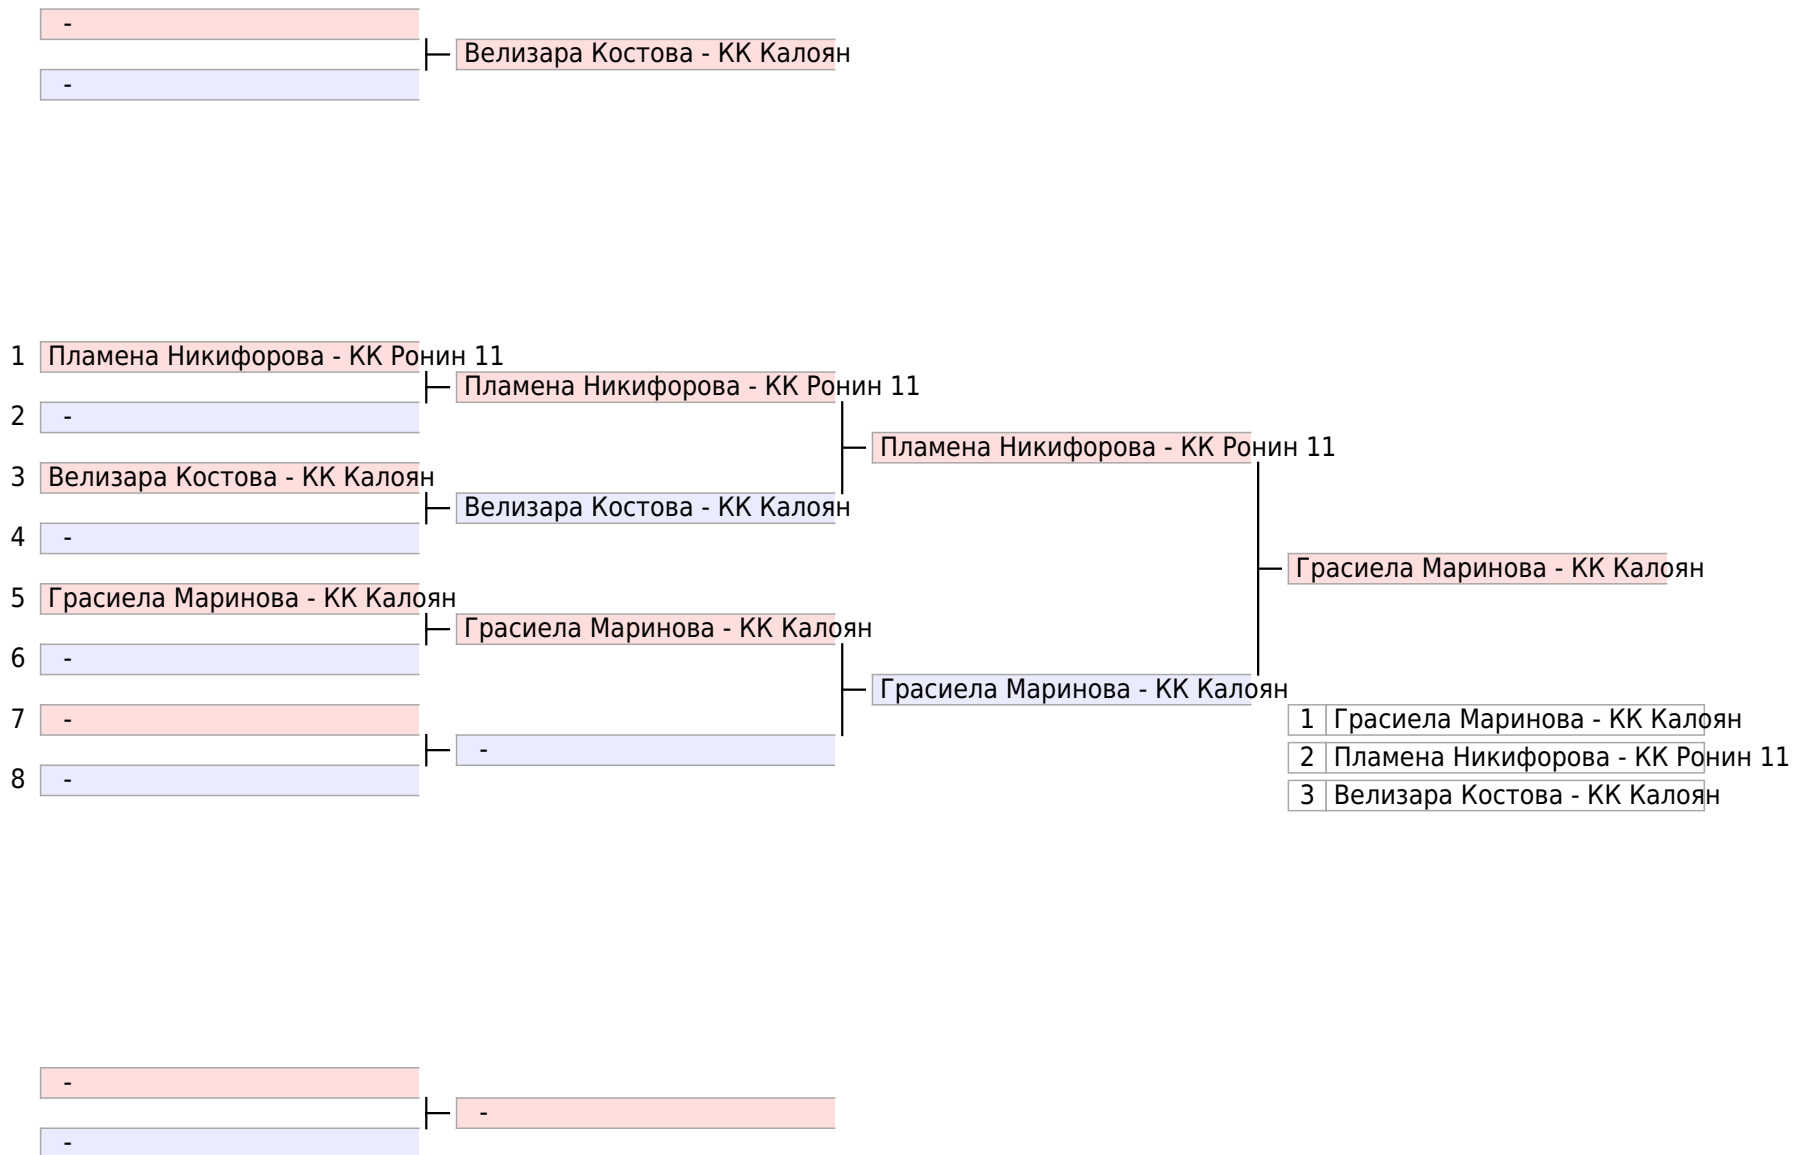 -
Велизара Костова - КК Калоян
-
1 Пламена Никифорова - КК Ронин 11
Пламена Никифорова - КК Ронин 11
2 -
Пламена Никифорова - КК Ронин 11
3 Велизара Костова - КК Калоян
Велизара Костова - КК Калоян
4 -
Грасиела Маринова - КК Калоян
5 Грасиела Маринова - КК Калоян
Грасиела Маринова - КК Калоян
6 -
Грасиела Маринова - КК Калоян
7 -
1 Грасиела Маринова - КК Калоян
-
2 Пламена Никифорова - КК Ронин 11
8 -
3 Велизара Костова - КК Калоян
-
-
-